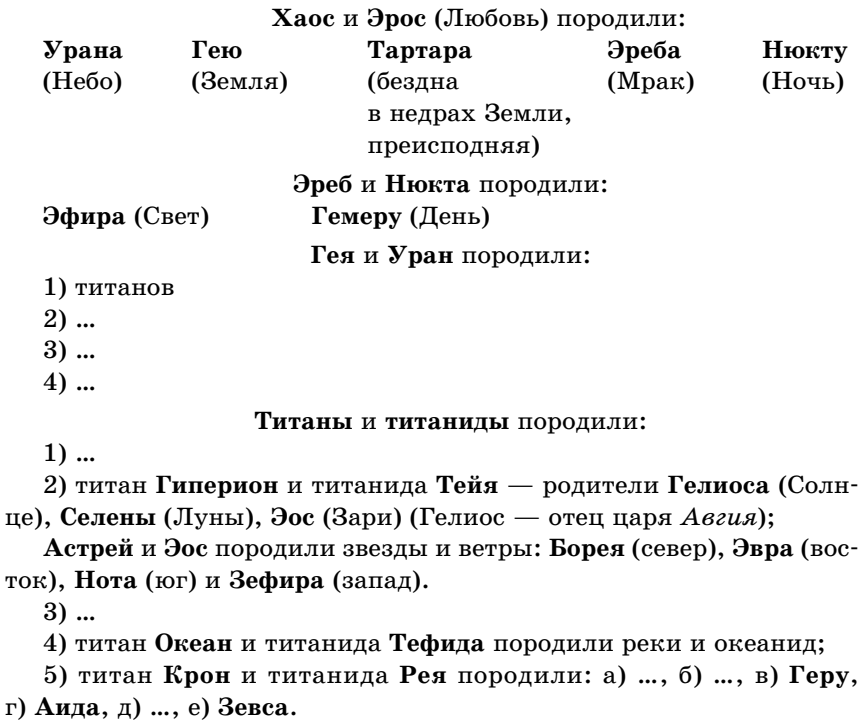 Хаос и Эрос (Любовь) породили:
Урана Гею Тартара Эреба Нюкту
(Небо) (Земля) (бездна (Мрак) (Ночь)
в недрах Земли,
преисподняя)
Эреб и Нюкта породили:
Эфира (Свет) Гемеру (День)
Гея и Уран породили:
1) титанов
2) ...
3) ...
4) ...
Титаны и титаниды породили:
1) ...
2) титан Гиперион и титанида Тейя — родители Гелиоса (Солн-
це), Селены (Луны), Эос (Зари) (Гелиос — отец царя Авгия);
Астрей и Эос породили звезды и ветры: Борея (север), Эвра (вос-
ток), Нота (юг) и Зефира (запад).
3) ...
4) титан Океан и титанида Тефида породили реки и океанид;
5) титан Крон и титанида Рея породили: а) ..., б) ..., в) Геру,
г) Аида, д) ..., е) Зевса.